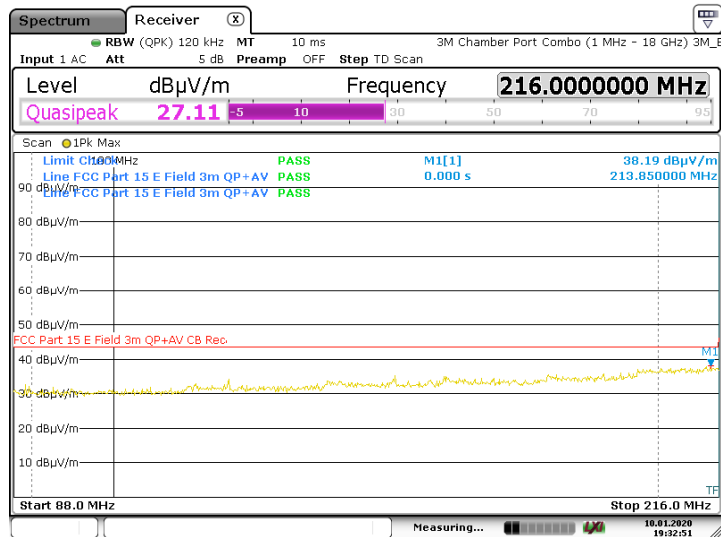 Spectrum Receiver X
RBW (QPK) 120 kHz MT 10 ms 3M Chamber Port Combo (1 MHz - 18 GHz) 3M_E
Input 1 AC Att 5 dB Preamp OFF Step TD Scan
Level dBµV/m Frequency 216.0000000 MHz
Quasipeak 27.11 -5 10 30 50 70 95
Scan 1Pk Max
Limit Check 100 MHz PASS M1[1] 38.19 dBµV/m
Line FCC Part 15 E Field 3m QP+AV PASS 0.000 s 213.850000 MHz
90 dBµV/m Line FCC Part 15 E Field 3m QP+AV PASS
80 dBµV/m
70 dBµV/m
60 dBµV/m
50 dBµV/m
FCC Part 15 E Field 3m QP+AV CB Rec
M1
40 dBµV/m
30 dBµV/m
20 dBµV/m
10 dBµV/m
TF
Start 88.0 MHz Stop 216.0 MHz
Measuring... LXI 10.01.2020
19:32:51